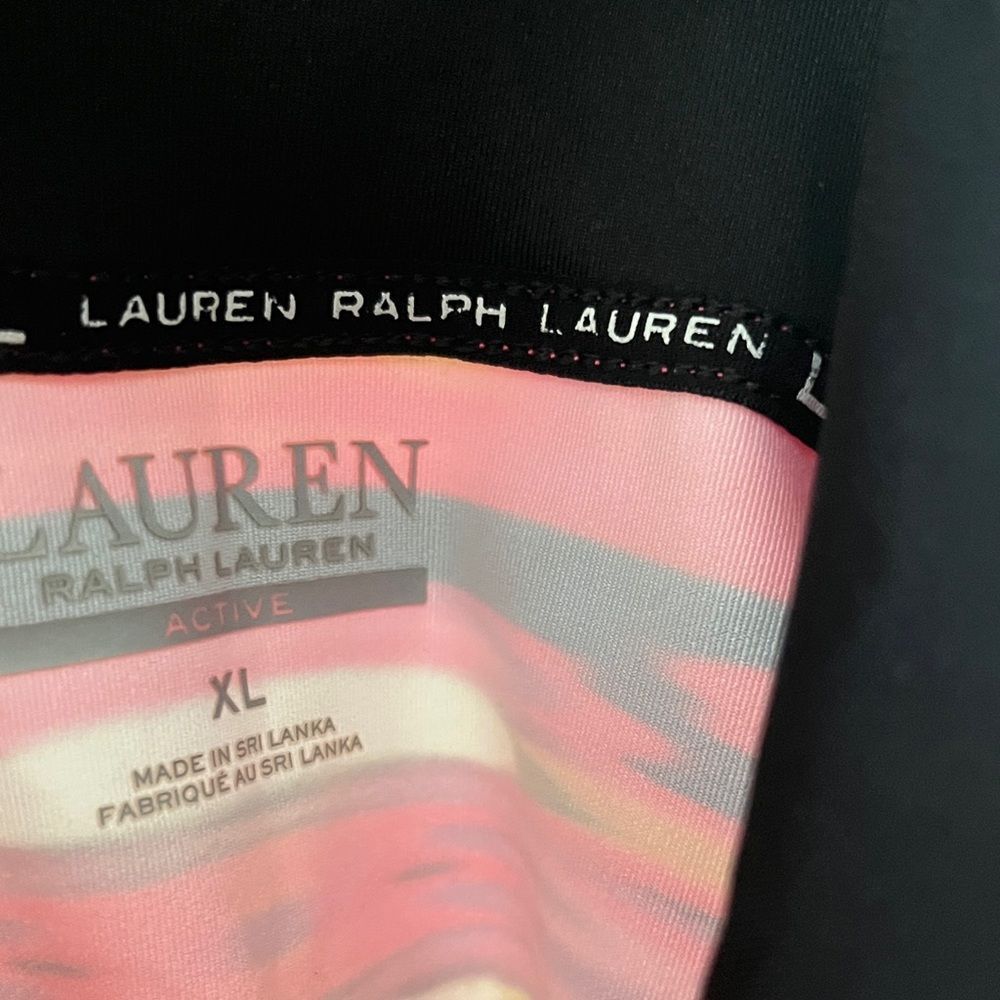 LAUREN RALPH LAUREN L
LAUREN
RALPH LAUREN
ACTIVE
XL
MADE IN SRI LANKA
FABRIQUÉ AU SRI LANKA